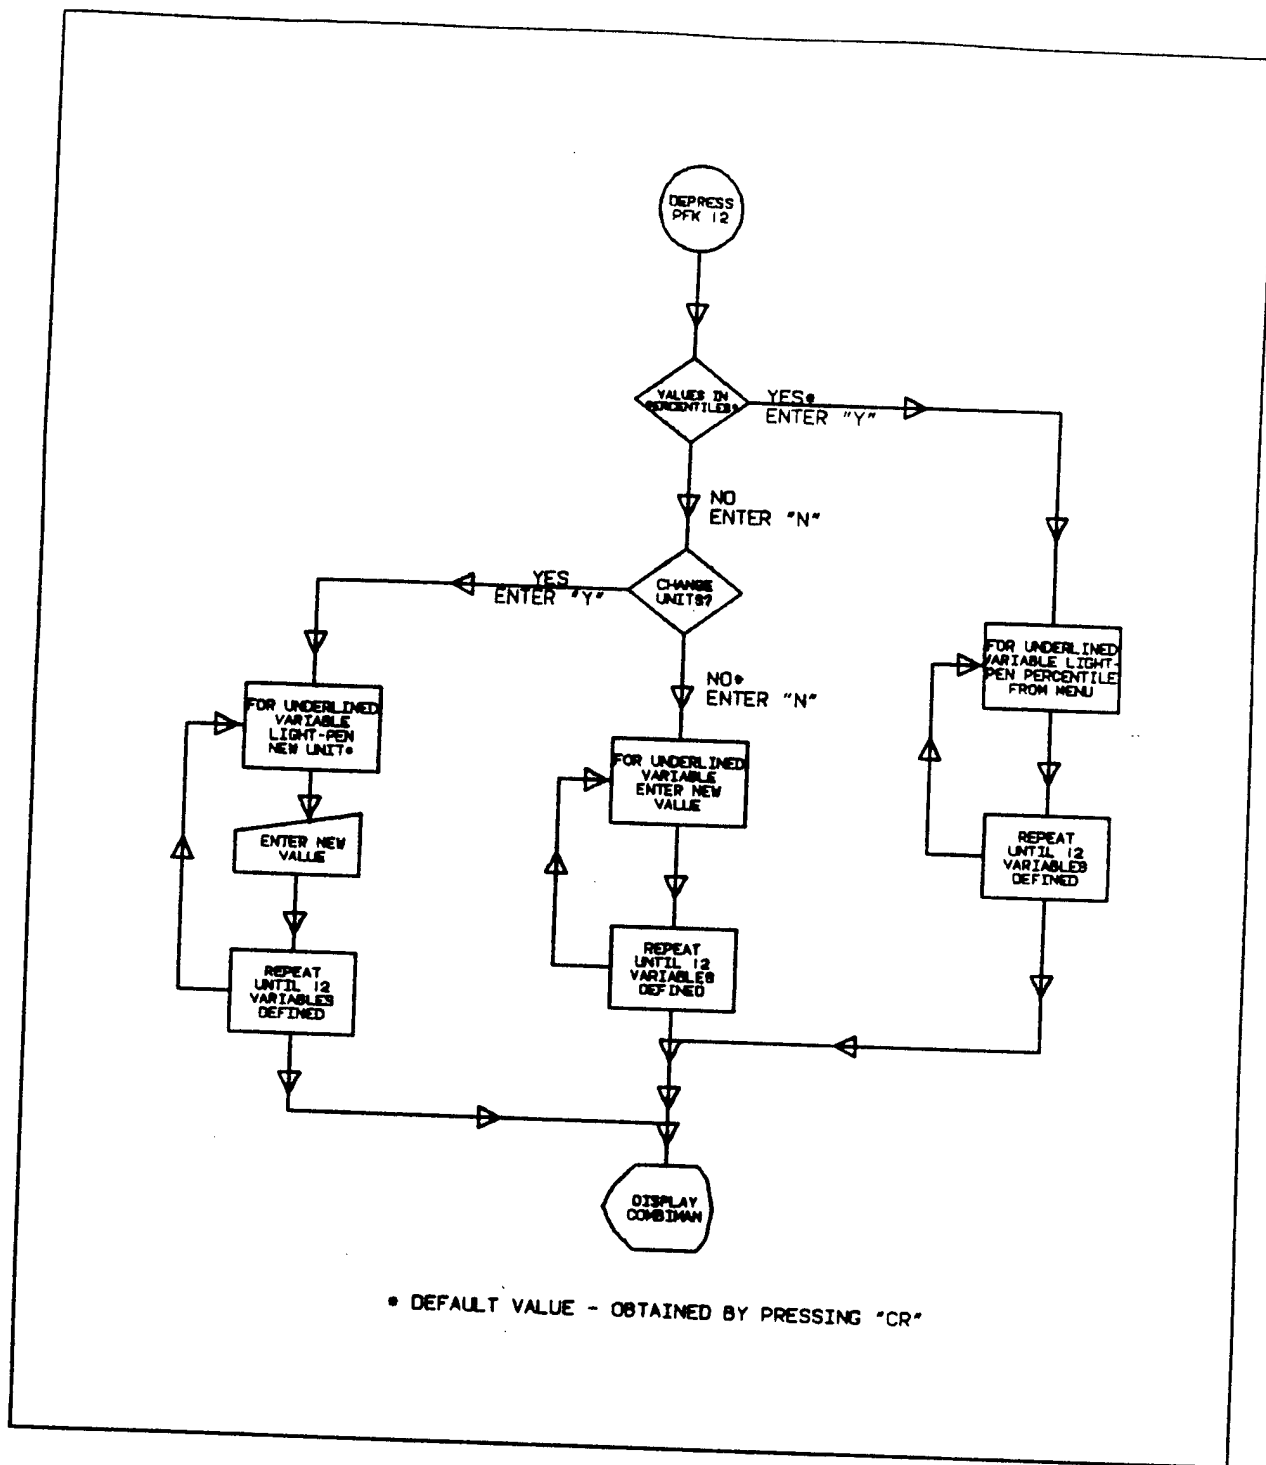 DEPRESS
PFK 12
VALUES IN
PERCENTILES*
YES*
ENTER "Y"
NO
ENTER "N"
CHANGE
UNITS?
YES
ENTER "Y"
NO*
ENTER "N"
FOR UNDERLINED
VARIABLE
LIGHT-PEN
NEW UNIT*
ENTER NEW
VALUE
REPEAT
UNTIL 12
VARIABLES
DEFINED
FOR UNDERLINED
VARIABLE
ENTER NEW
VALUE
REPEAT
UNTIL 12
VARIABLES
DEFINED
FOR UNDERLINED
VARIABLE LIGHT-
PEN PERCENTILE
FROM MENU
REPEAT
UNTIL 12
VARIABLES
DEFINED
DISPLAY
COMBIMAN
* DEFAULT VALUE - OBTAINED BY PRESSING "CR"